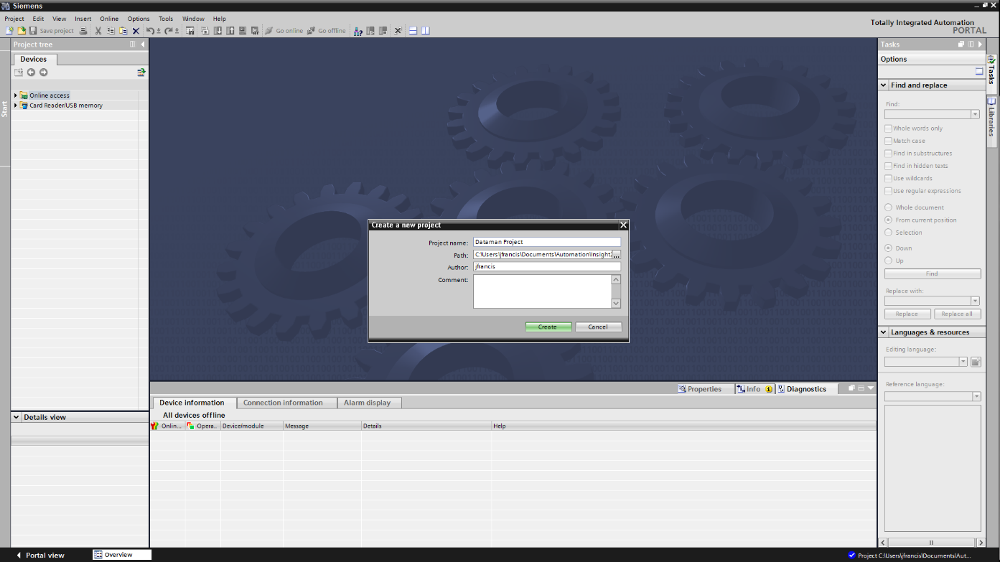 Siemens
Project Edit View Insert Online Options Tools Window Help
Totally Integrated Automation
PORTAL
Save project
Go online
Go offline
Project tree
Devices
Online access
Card Reader/USB memory
Start
Details view
Create a new project
Project name: Dataman Project
Path: C:\Users\jfrancis\Documents\Automation\Insight ...
Author: jfrancis
Comment:
Create Cancel
Properties Info Diagnostics
Device information Connection information Alarm display
All devices offline
Onlin... Opera.. Device/module Message Details Help
Tasks
Options
Find and replace
Find:
Whole words only
Match case
Find in substructures
Find in hidden texts
Use wildcards
Use regular expressions
Whole document
From current position
Selection
Down
Up
Find
Replace with:
Replace Replace all
Languages & resources
Editing language:
Reference language:
Tasks
Libraries
Portal view
Overview
Project C:\Users\jfrancis\Documents\Aut...